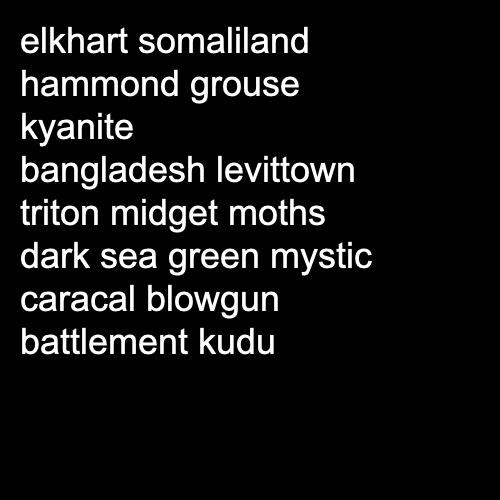 elkhart somaliland
hammond grouse
kyanite
bangladesh levittown
triton midget moths
dark sea green mystic
caracal blowgun
battlement kudu